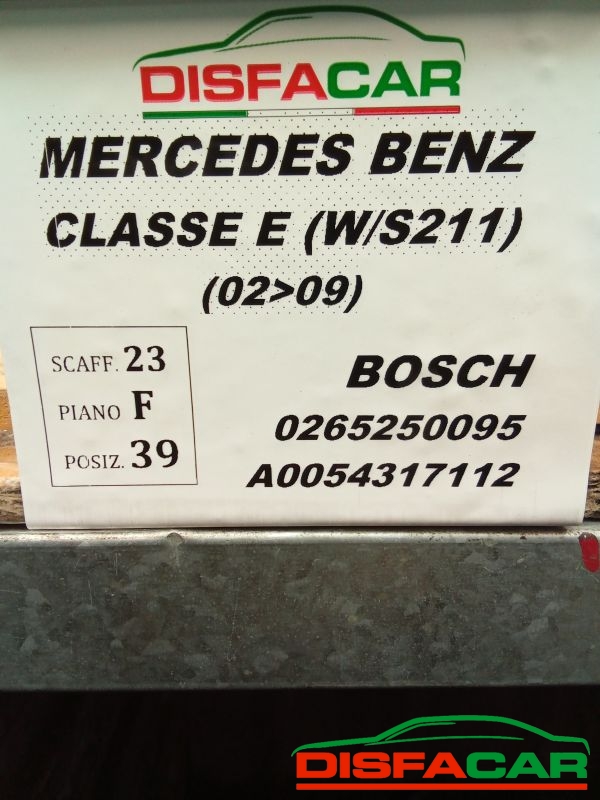 DISFACAR
MERCEDES BENZ
CLASSE E (W/S211)
(02>09)
SCAFF. 23
PIANO F
POSIZ. 39
BOSCH
0265250095
A0054317112
DISFACAR